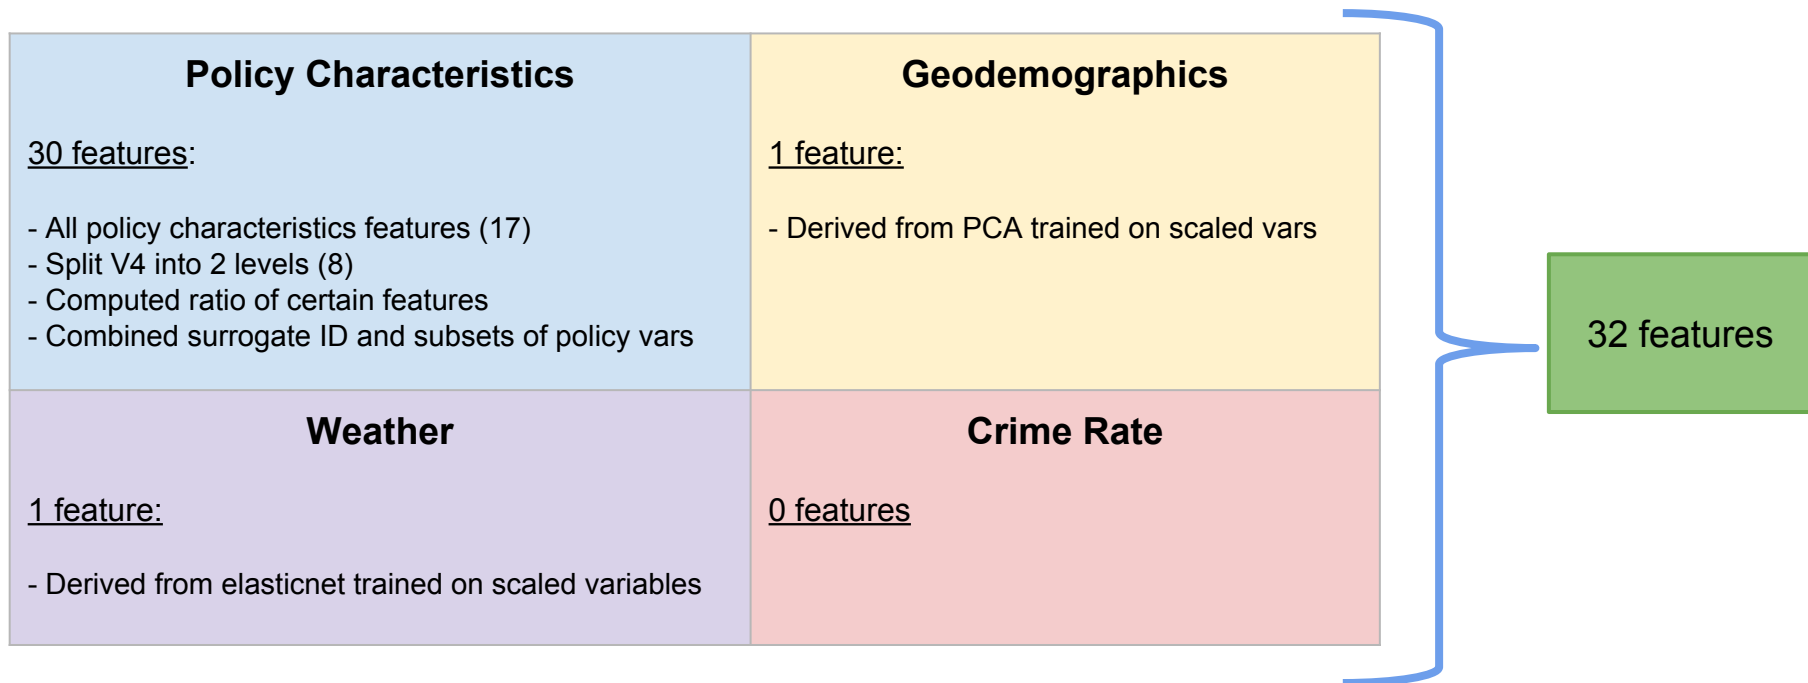 Policy Characteristics
30 features:
- All policy characteristics features (17)
- Split V4 into 2 levels (8)
- Computed ratio of certain features
- Combined surrogate ID and subsets of policy vars
Geodemographics
1 feature:
- Derived from PCA trained on scaled vars
Weather
1 feature:
- Derived from elasticnet trained on scaled variables
Crime Rate
0 features
32 features